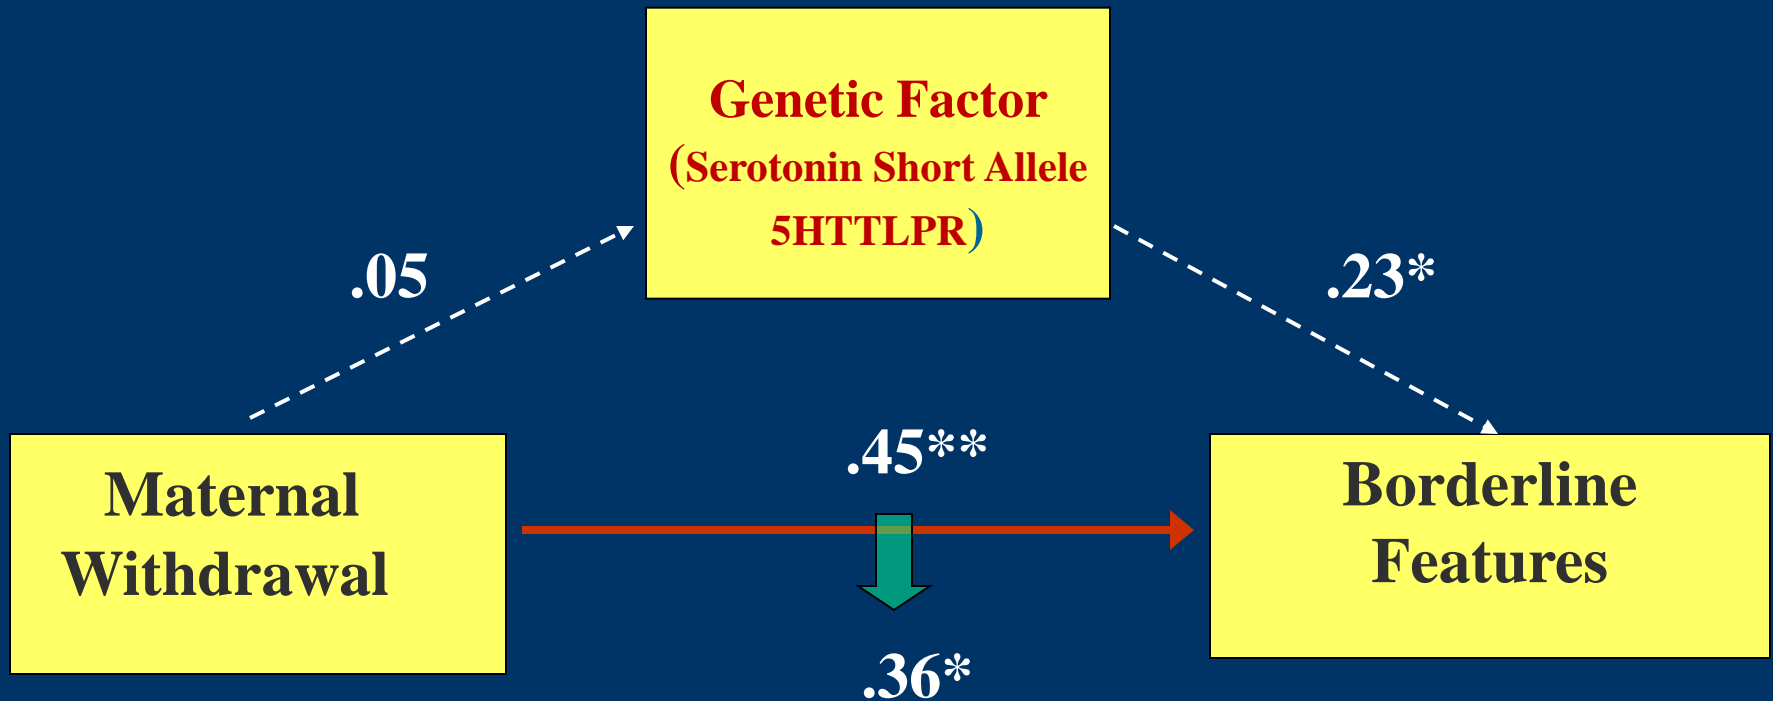 Genetic Factor
(Serotonin Short Allele
5HTTLPR)
.05
.23*
.45**
Maternal
Withdrawal
Borderline
Features
.36*